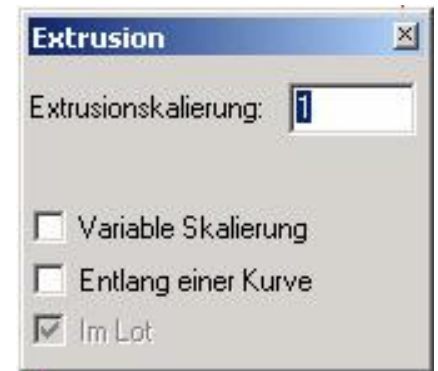 Extrusion
Extrusionskalierung: 1
Variable Skalierung
Entlang einer Kurve
Im Lot